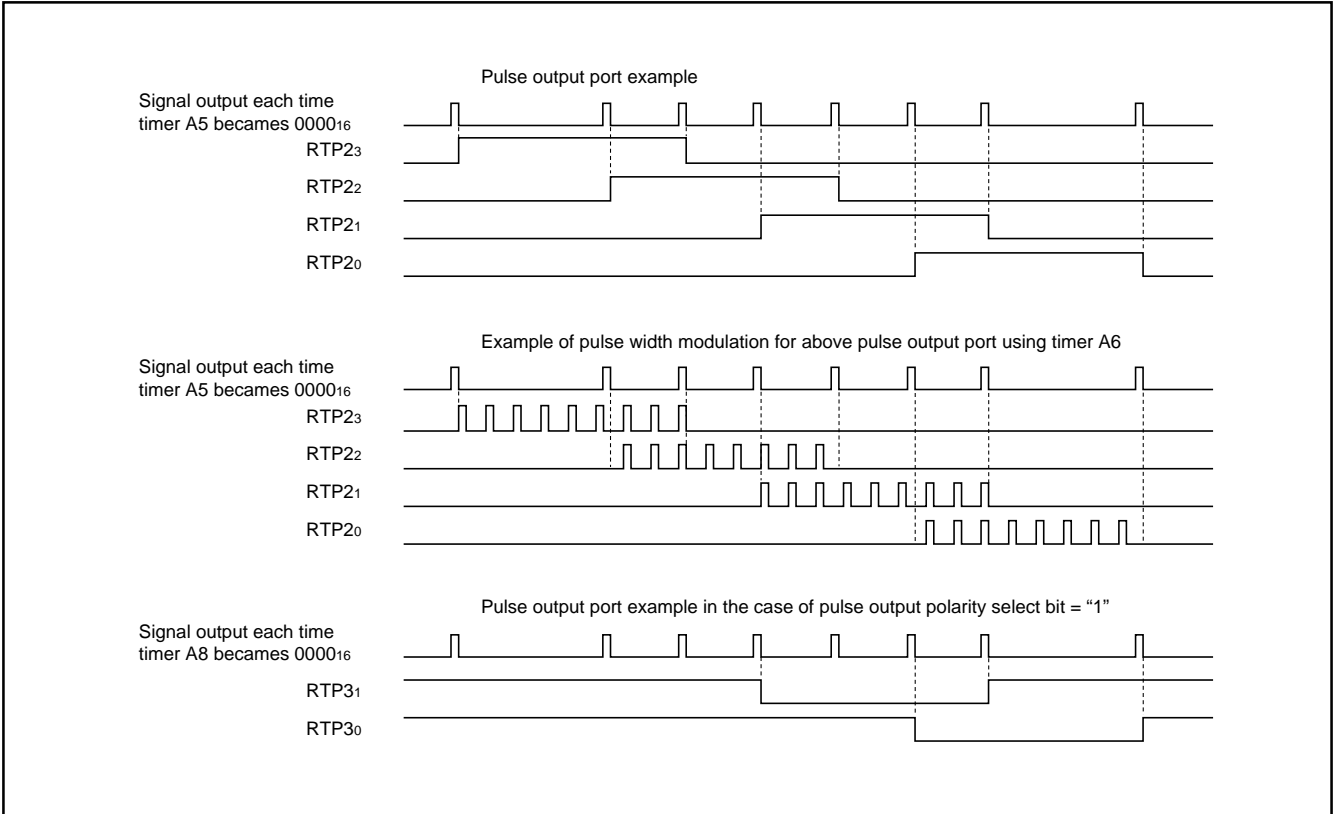 Pulse output port example
Signal output each time
timer A5 becames 0000₁₆
RTP2₃
RTP2₂
RTP2₁
RTP2₀
Example of pulse width modulation for above pulse output port using timer A6
Signal output each time
timer A5 becames 0000₁₆
RTP2₃
RTP2₂
RTP2₁
RTP2₀
Pulse output port example in the case of pulse output polarity select bit = “1”
Signal output each time
timer A8 becames 0000₁₆
RTP3₁
RTP3₀